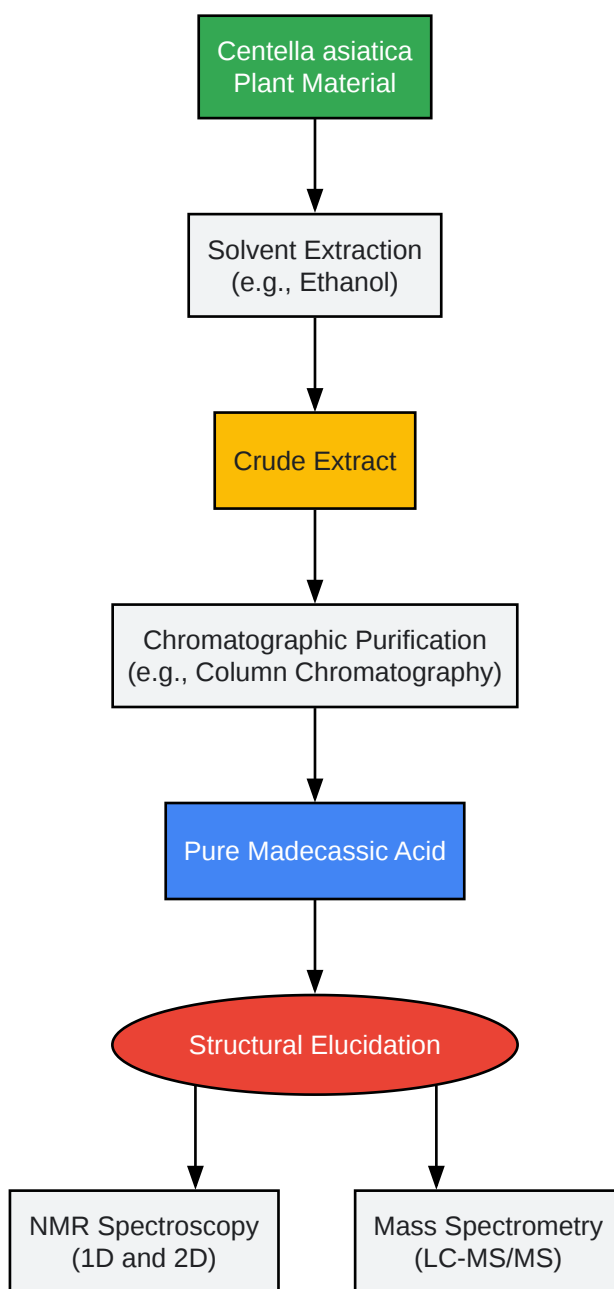 Centella asiatica
Plant Material
Solvent Extraction
(e.g., Ethanol)
Crude Extract
Chromatographic Purification
(e.g., Column Chromatography)
Pure Madecassic Acid
Structural Elucidation
NMR Spectroscopy
(1D and 2D)
Mass Spectrometry
(LC-MS/MS)